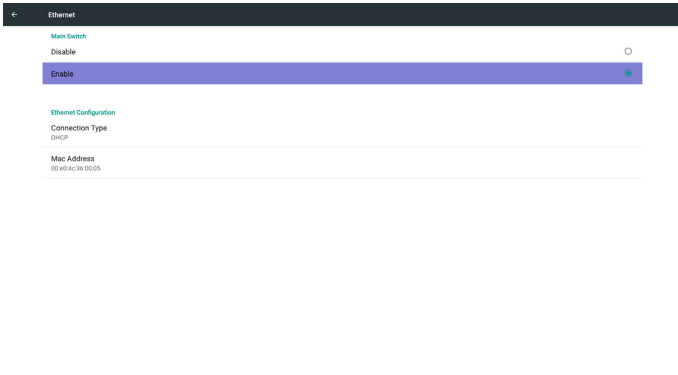 Ethernet
Main Switch
Disable
Enable
Ethernet Configuration
Connection Type
DHCP
Mac Address
00:e0:4c:36:00:05